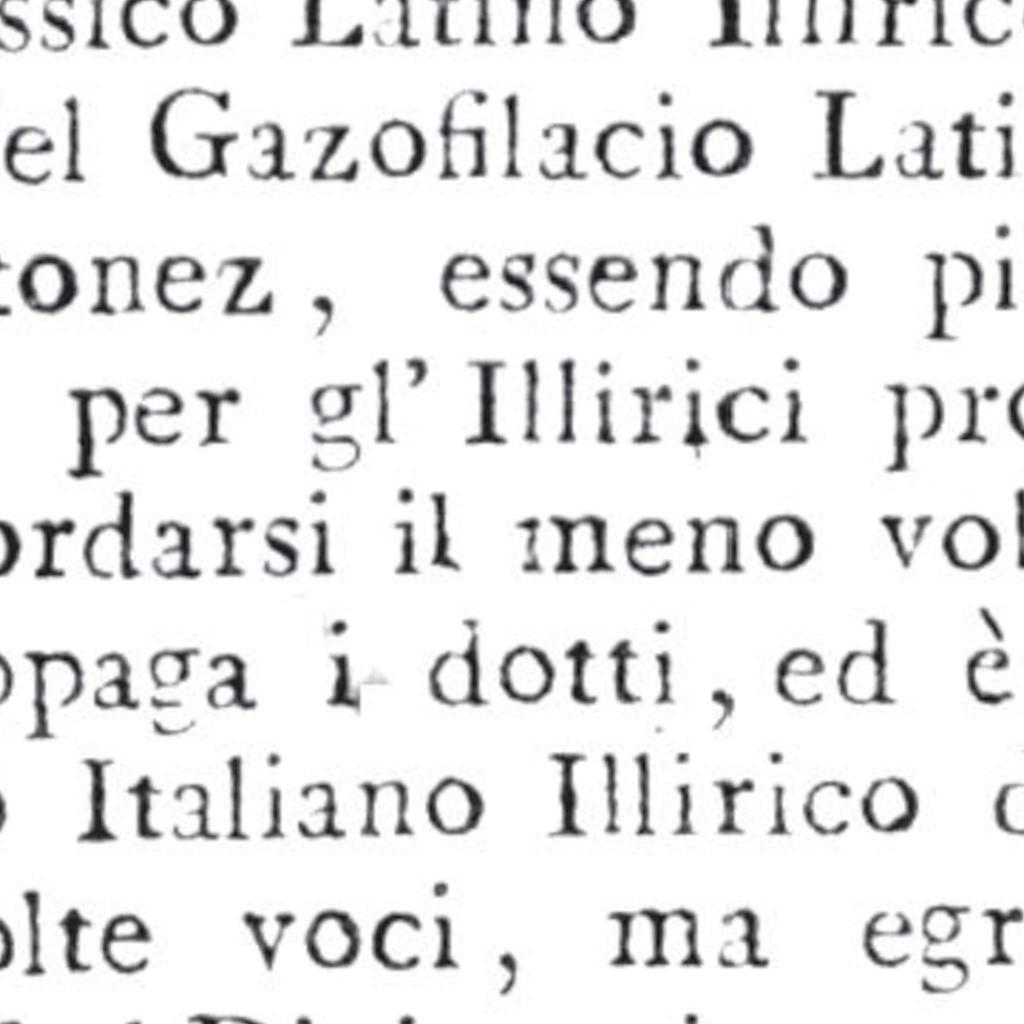 ssico Latino Illiric
el Gazofilacio Lati
tonez, essendo pi
per gl' Illirici pro
ordarsi il meno vol
opaga i dotti, ed è
o Italiano Illirico
olte voci, ma egr